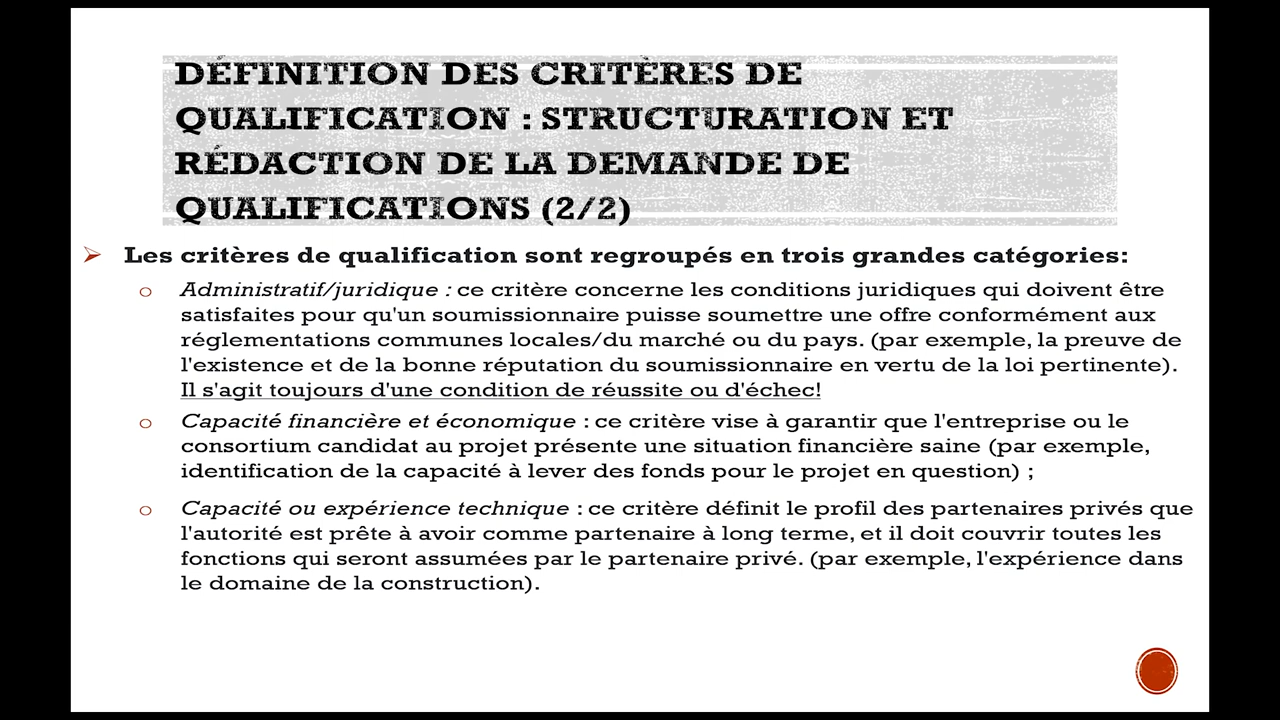 DÉFINITION DES CRITÈRES DE
QUALIFICATION : STRUCTURATION ET
RÉDACTION DE LA DEMANDE DE
QUALIFICATIONS (2/2)
Les critères de qualification sont regroupés en trois grandes catégories:
Administratif/juridique : ce critère concerne les conditions juridiques qui doivent être
satisfaites pour qu'un soumissionnaire puisse soumettre une offre conformément aux
réglementations communes locales/du marché ou du pays. (par exemple, la preuve de
l'existence et de la bonne réputation du soumissionnaire en vertu de la loi pertinente).
Il s'agit toujours d'une condition de réussite ou d'échec!
Capacité financière et économique : ce critère vise à garantir que l'entreprise ou le
consortium candidat au projet présente une situation financière saine (par exemple,
identification de la capacité à lever des fonds pour le projet en question) ;
Capacité ou expérience technique : ce critère définit le profil des partenaires privés que
l'autorité est prête à avoir comme partenaire à long terme, et il doit couvrir toutes les
fonctions qui seront assumées par le partenaire privé. (par exemple, l'expérience dans
le domaine de la construction).